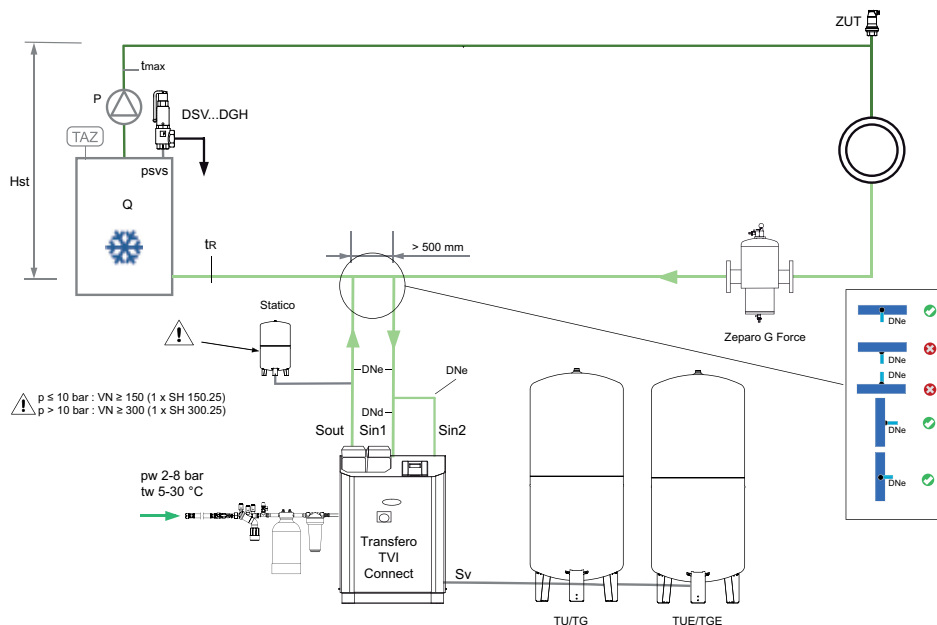 ZUT
tmax
P
DSV...DGH
TAZ
psvs
Hst
Q
tR
> 500 mm
Statico
Zeparo G Force
DNe
DNe
DNe
DNe
DNe
DNe
DNe
DNd
p ≤ 10 bar : VN ≥ 150 (1 x SH 150.25)
p > 10 bar : VN ≥ 300 (1 x SH 300.25)
Sout
Sin1
Sin2
pw 2-8 bar
tw 5-30 °C
Transfero
TVI
Connect
Sv
TU/TG
TUE/TGE